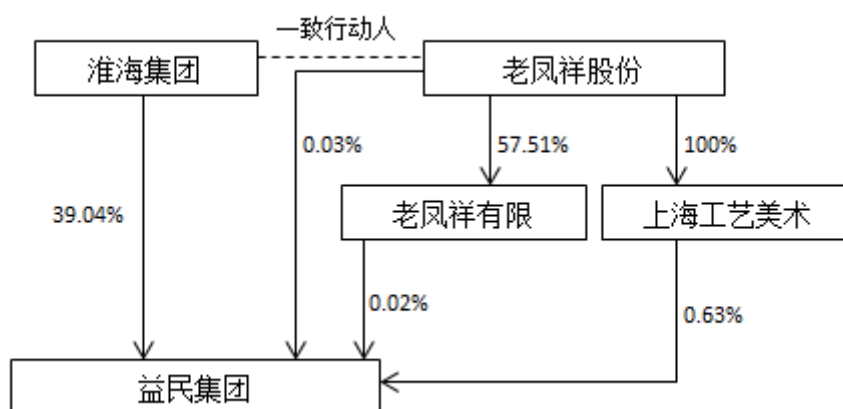 一致行动人
淮海集团
老凤祥股份
0.03%
57.51%
100%
39.04%
老凤祥有限
上海工艺美术
0.02%
0.63%
益民集团